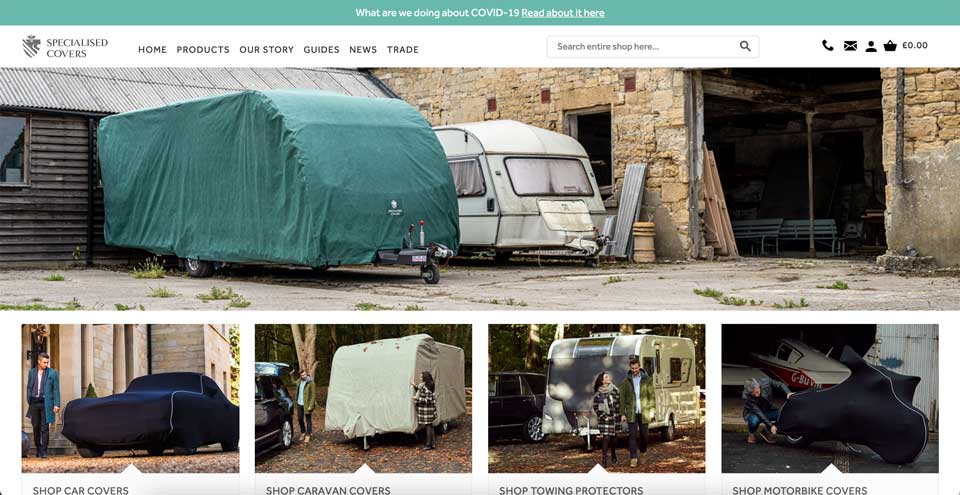 What are we doing about COVID-19 Read about it here
SPECIALISED
COVERS
HOME PRODUCTS OUR STORY GUIDES NEWS TRADE
Search entire shop here...
£0.00
SPECIALISED
COVERS
SHOP CAR COVERS
SHOP CARAVAN COVERS
SHOP TOWING PROTECTORS
SHOP MOTORBIKE COVERS